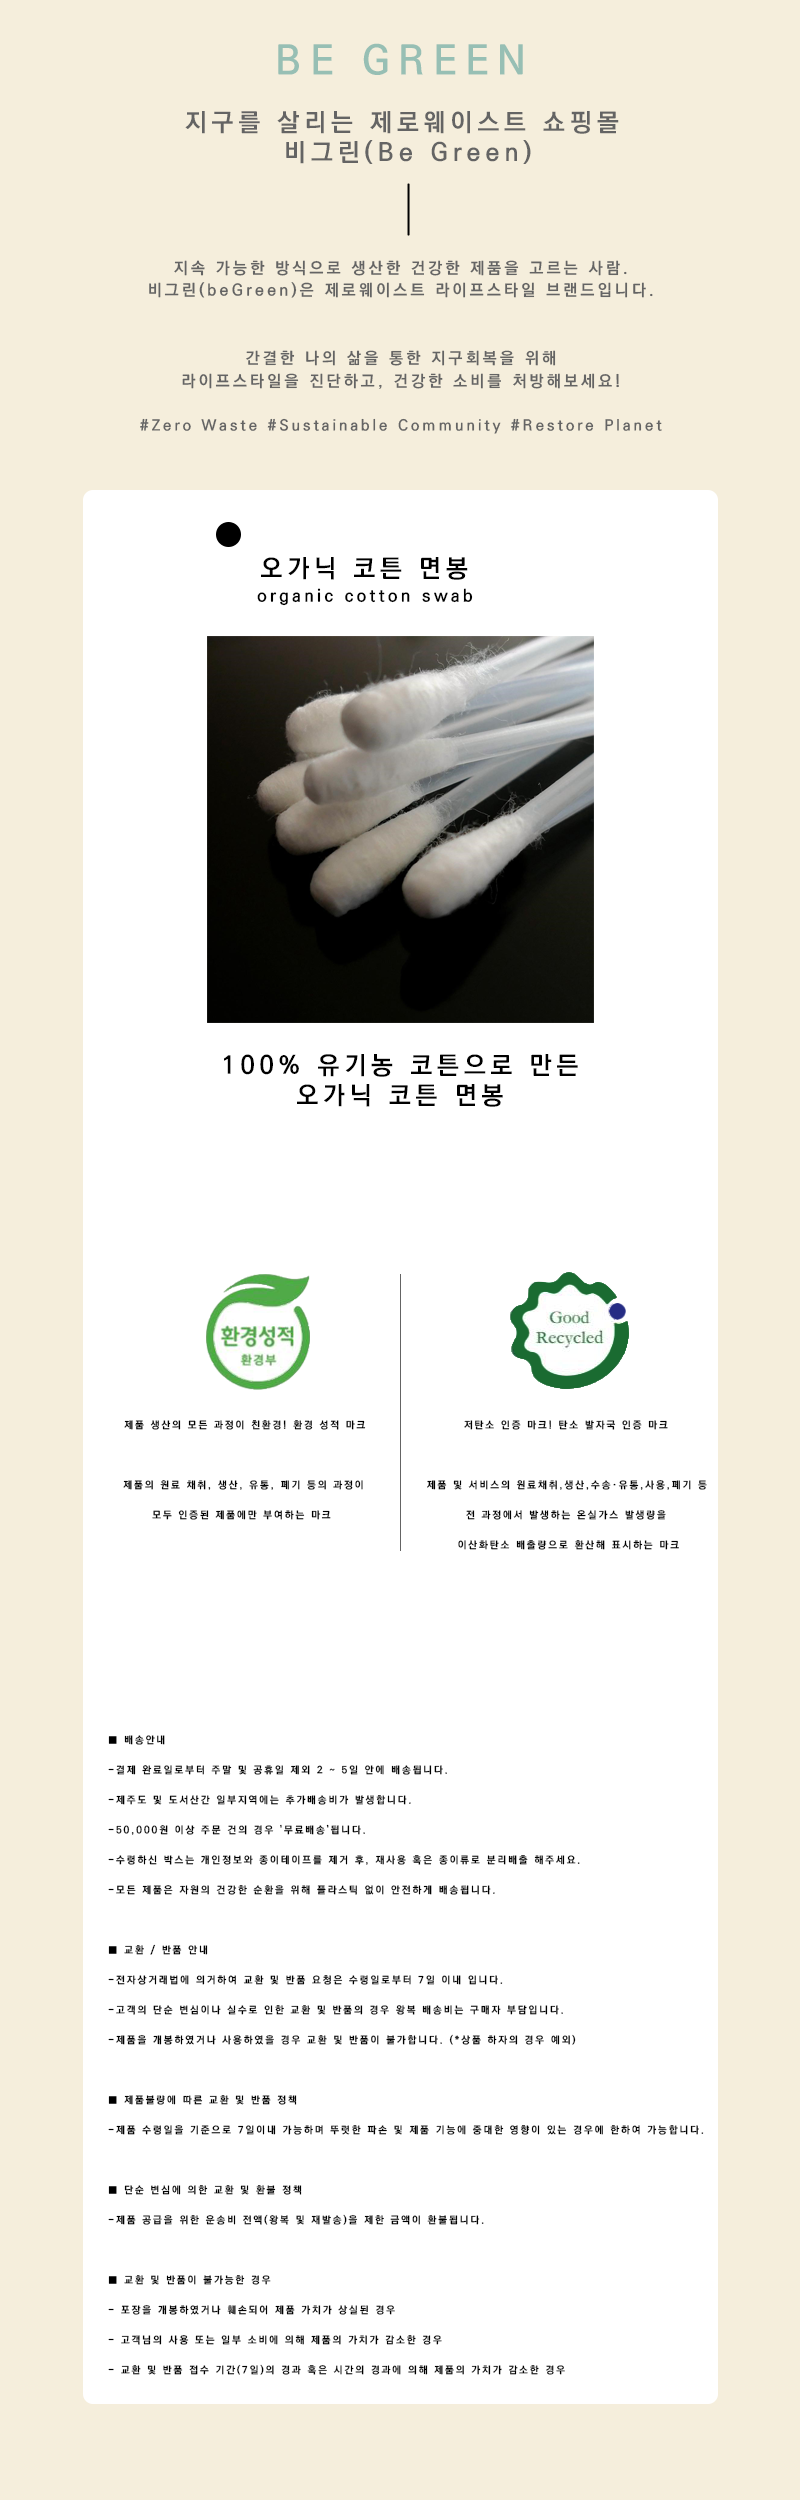 BE GREEN
지구를 살리는 제로웨이스트 쇼핑몰
비그린(Be Green)
지속 가능한 방식으로 생산한 건강한 제품을 고르는 사람.
비그린(beGreen)은 제로웨이스트 라이프스타일 브랜드입니다.
간결한 나의 삶을 통한 지구회복을 위해
라이프스타일을 진단하고, 건강한 소비를 처방해보세요!
#Zero Waste #Sustainable Community #Restore Planet
오가닉 코튼 면봉
organic cotton swab
100% 유기농 코튼으로 만든
오가닉 코튼 면봉
환경성적
환경부
제품 생산의 모든 과정이 친환경! 환경 성적 마크
제품의 원료 채취, 생산, 유통, 폐기 등의 과정이
모두 인증된 제품에만 부여하는 마크
Good
Recycled
저탄소 인증 마크! 탄소 발자국 인증 마크
제품 및 서비스의 원료채취,생산,수송·유통,사용,폐기 등
전 과정에서 발생하는 온실가스 발생량을
이산화탄소 배출량으로 환산해 표시하는 마크
■ 배송안내
-결제 완료일로부터 주말 및 공휴일 제외 2 ~ 5일 안에 배송됩니다.
-제주도 및 도서산간 일부지역에는 추가배송비가 발생합니다.
-50,000원 이상 주문 건의 경우 '무료배송'됩니다.
-수령하신 박스는 개인정보와 종이테이프를 제거 후, 재사용 혹은 종이류로 분리배출 해주세요.
-모든 제품은 자원의 건강한 순환을 위해 플라스틱 없이 안전하게 배송됩니다.
■ 교환 / 반품 안내
-전자상거래법에 의거하여 교환 및 반품 요청은 수령일로부터 7일 이내 입니다.
-고객의 단순 변심이나 실수로 인한 교환 및 반품의 경우 왕복 배송비는 구매자 부담입니다.
-제품을 개봉하였거나 사용하였을 경우 교환 및 반품이 불가합니다. (*상품 하자의 경우 예외)
■ 제품불량에 따른 교환 및 반품 정책
-제품 수령일을 기준으로 7일이내 가능하며 뚜렷한 파손 및 제품 기능에 중대한 영향이 있는 경우에 한하여 가능합니다.
■ 단순 변심에 의한 교환 및 환불 정책
-제품 공급을 위한 운송비 전액(왕복 및 재발송)을 제한 금액이 환불됩니다.
■ 교환 및 반품이 불가능한 경우
- 포장을 개봉하였거나 훼손되어 제품 가치가 상실된 경우
- 고객님의 사용 또는 일부 소비에 의해 제품의 가치가 감소한 경우
- 교환 및 반품 접수 기간(7일)의 경과 혹은 시간의 경과에 의해 제품의 가치가 감소한 경우